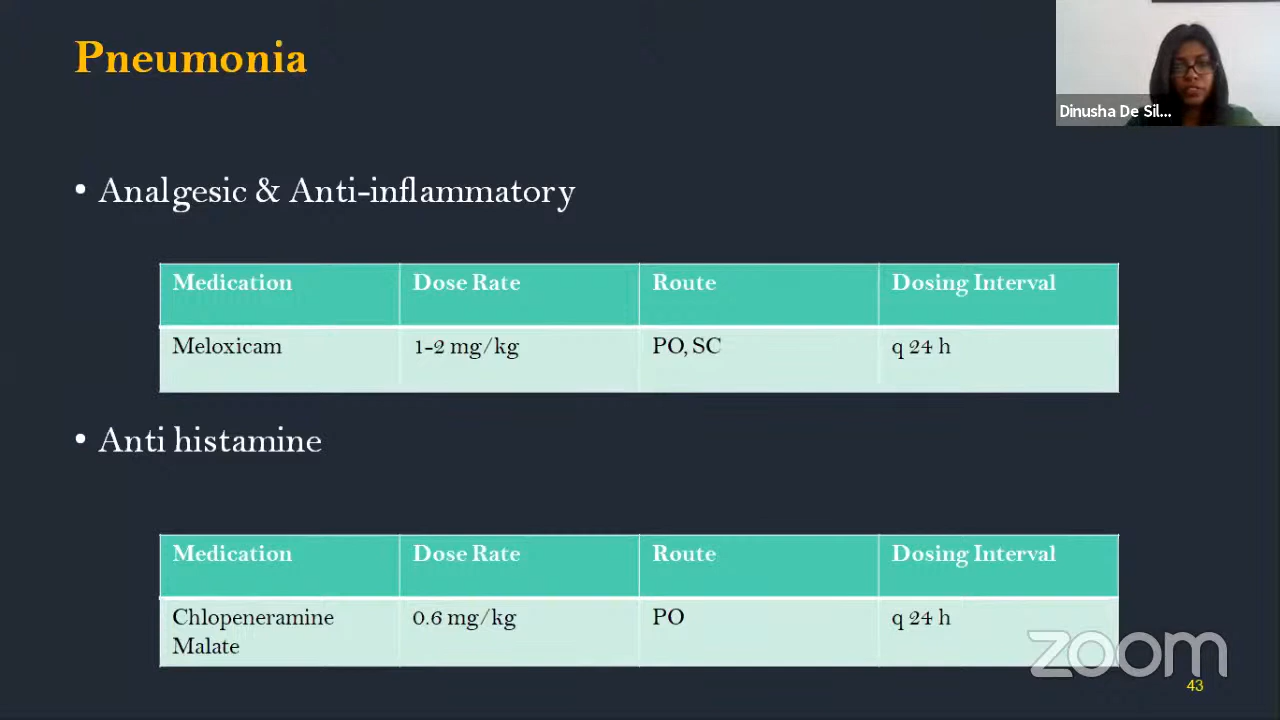 Pneumonia
Dinusha De Sil...
• Analgesic & Anti-inflammatory
Medication Dose Rate Route Dosing Interval
Meloxicam 1-2 mg/kg PO, SC q 24 h
• Anti histamine
Medication Dose Rate Route Dosing Interval
Chlopeneramine 0.6 mg/kg PO q 24 h
Malate
zoom
43